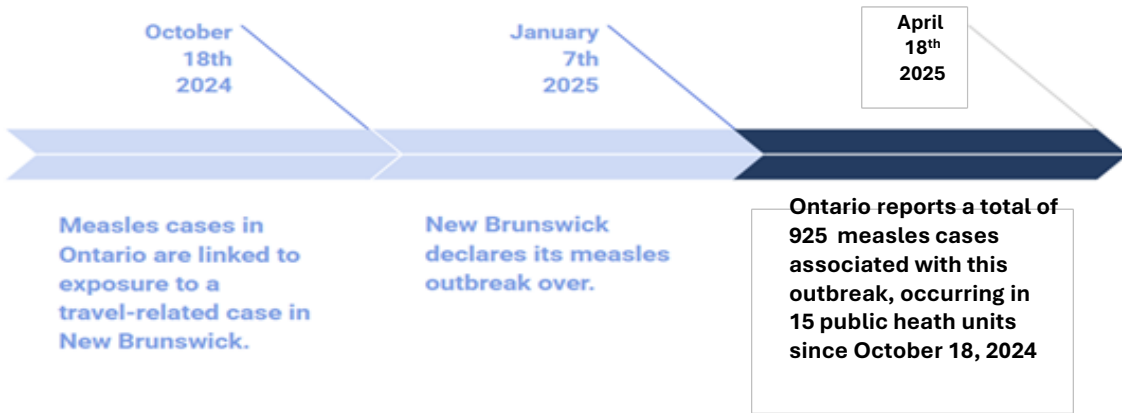 October
18th
2024
January
7th
2025
April
18th
2025
Measles cases in
Ontario are linked to
exposure to a
travel-related case in
New Brunswick.
New Brunswick
declares its measles
outbreak over.
Ontario reports a total of
925 measles cases
associated with this
outbreak, occurring in
15 public heath units
since October 18, 2024